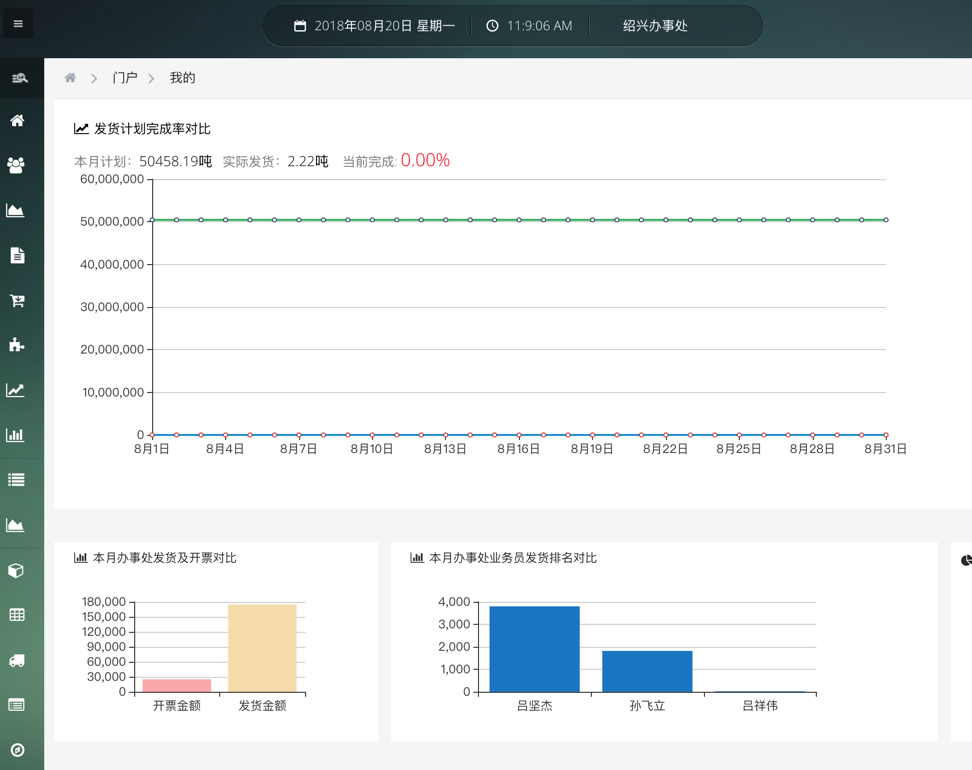 2018年08月20日 星期一 11:9:06 AM 绍兴办事处
门户 我的
发货计划完成率对比
本月计划: 50458.19吨 实际发货: 2.22吨 当前完成: 0.00%
60,000,000
50,000,000
40,000,000
30,000,000
20,000,000
10,000,000
0
8月1日 8月4日 8月7日 8月10日 8月13日 8月16日 8月19日 8月22日 8月25日 8月28日 8月31日
本月办事处发货及开票对比
180,000
150,000
120,000
90,000
60,000
30,000
0
开票金额 发货金额
本月办事处业务员发货排名对比
4,000
3,000
2,000
1,000
0
吕坚杰 孙飞立 吕祥伟